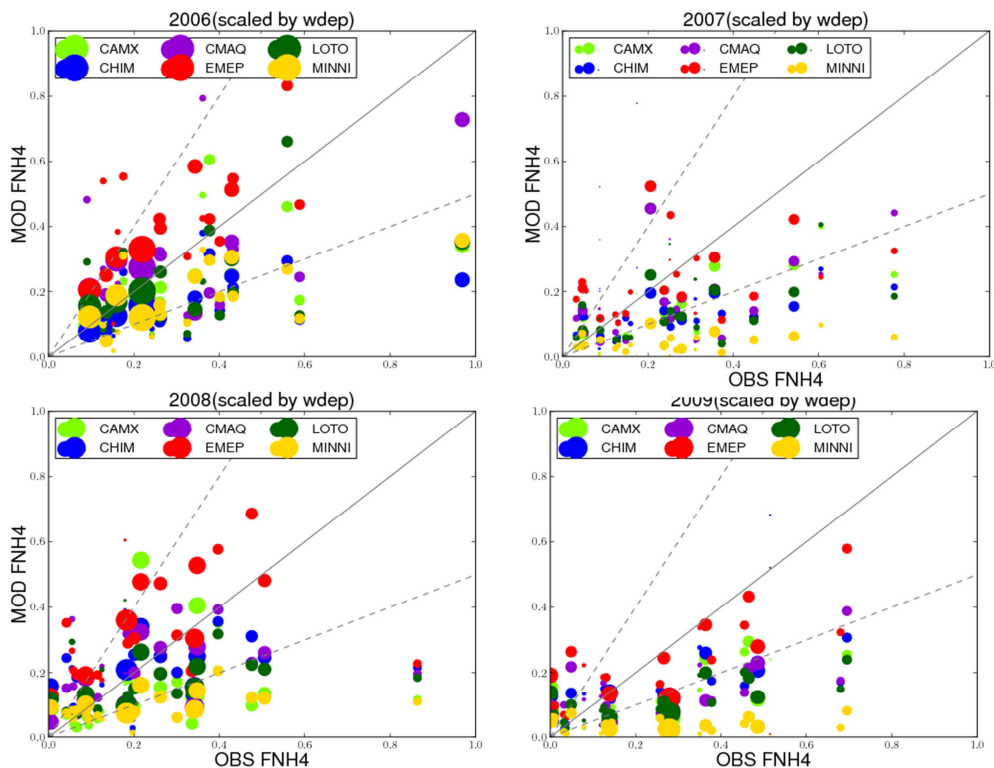 2006(scaled by wdep)
CAMX CMAQ LOTO
CHIM EMEP MINNI
1.0
0.8
0.6
0.4
0.2
0.0
0.0 0.2 0.4 0.6 0.8 1.0
MOD FNH4
2007(scaled by wdep)
CAMX CMAQ LOTO
CHIM EMEP MINNI
1.0
0.8
0.6
0.4
0.2
0.0
0.0 0.2 0.4 0.6 0.8 1.0
MOD FNH4
OBS FNH4
2008(scaled by wdep)
CAMX CMAQ LOTO
CHIM EMEP MINNI
1.0
0.8
0.6
0.4
0.2
0.0
0.0 0.2 0.4 0.6 0.8 1.0
MOD FNH4
OBS FNH4
2009(scaled by wdep)
CAMX CMAQ LOTO
CHIM EMEP MINNI
1.0
0.8
0.6
0.4
0.2
0.0
0.0 0.2 0.4 0.6 0.8 1.0
OBS FNH4